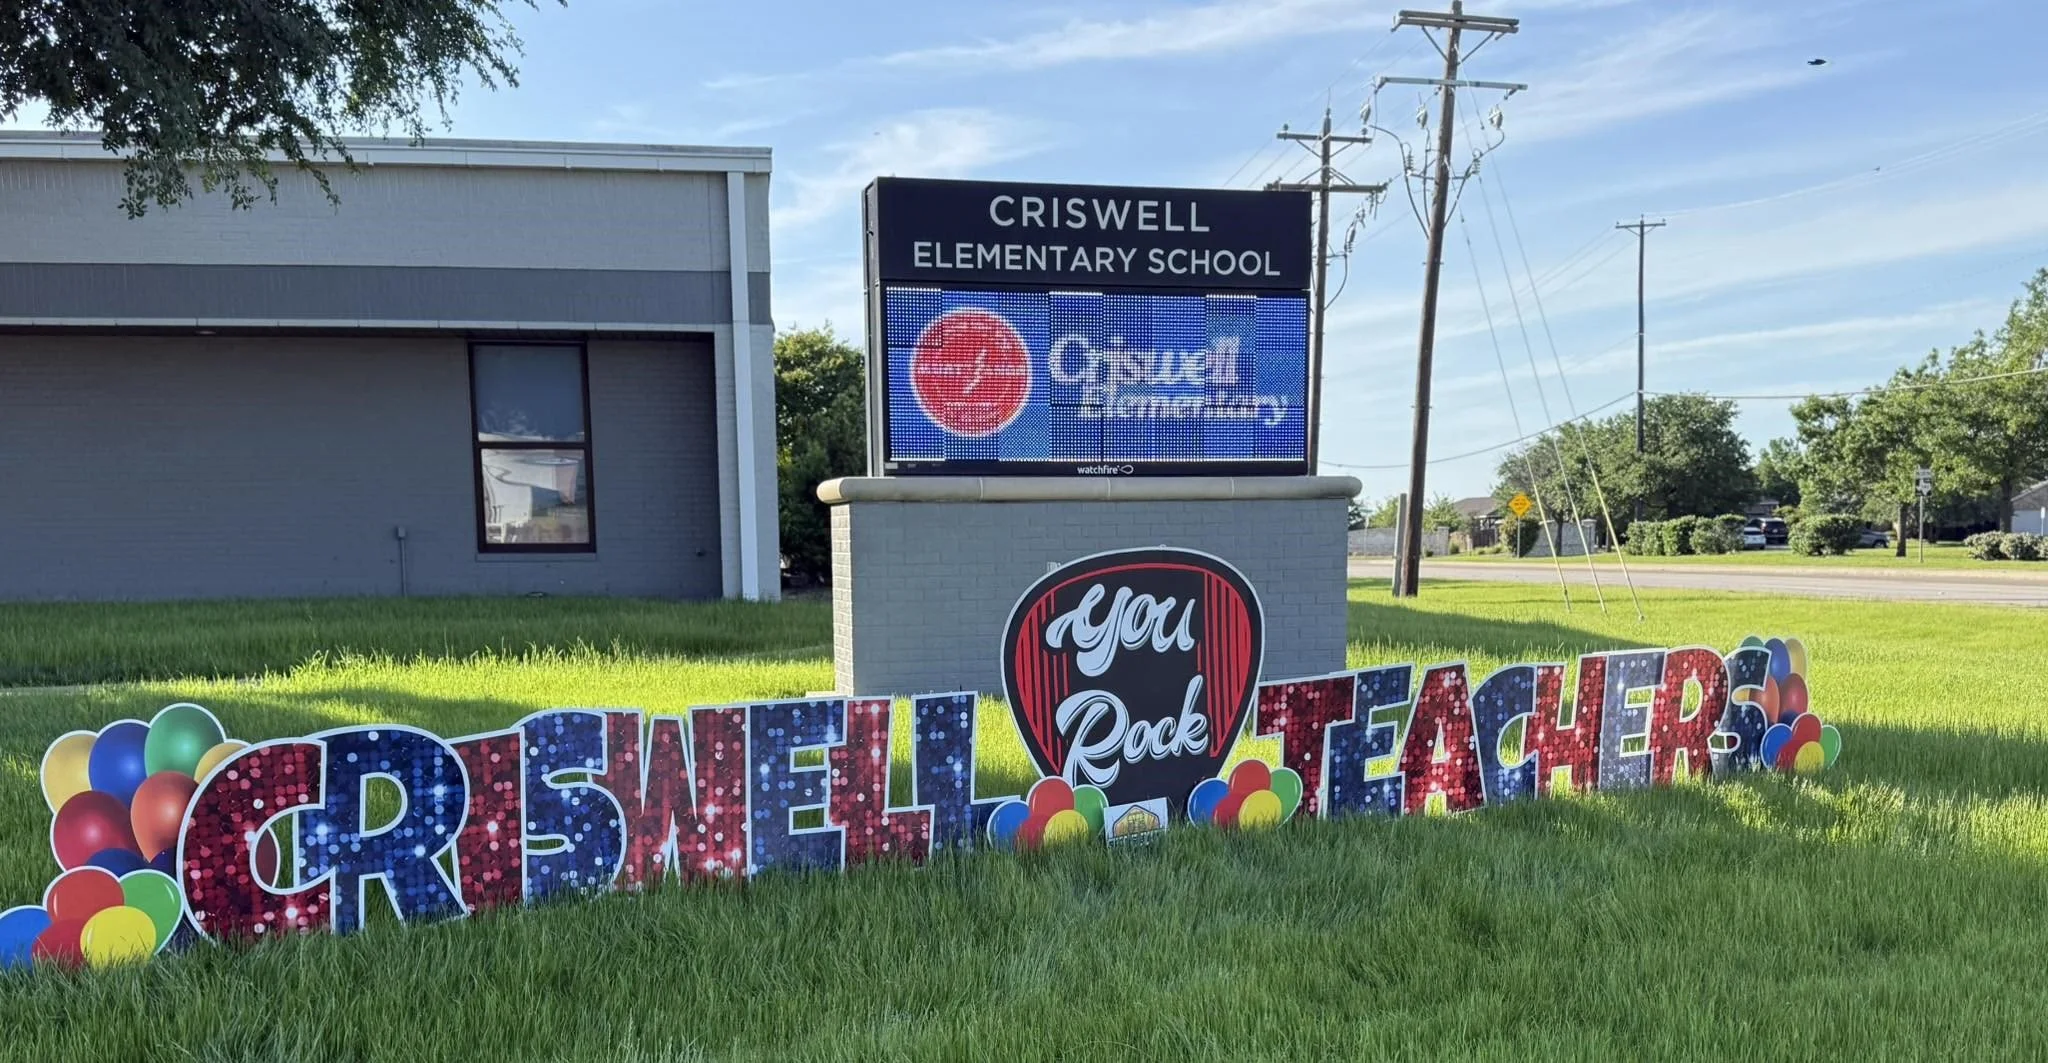 CRISWELL
ELEMENTARY SCHOOL
Criswell
Elementary
watchfire
You
Rock
CRISWELL
TEACHERS